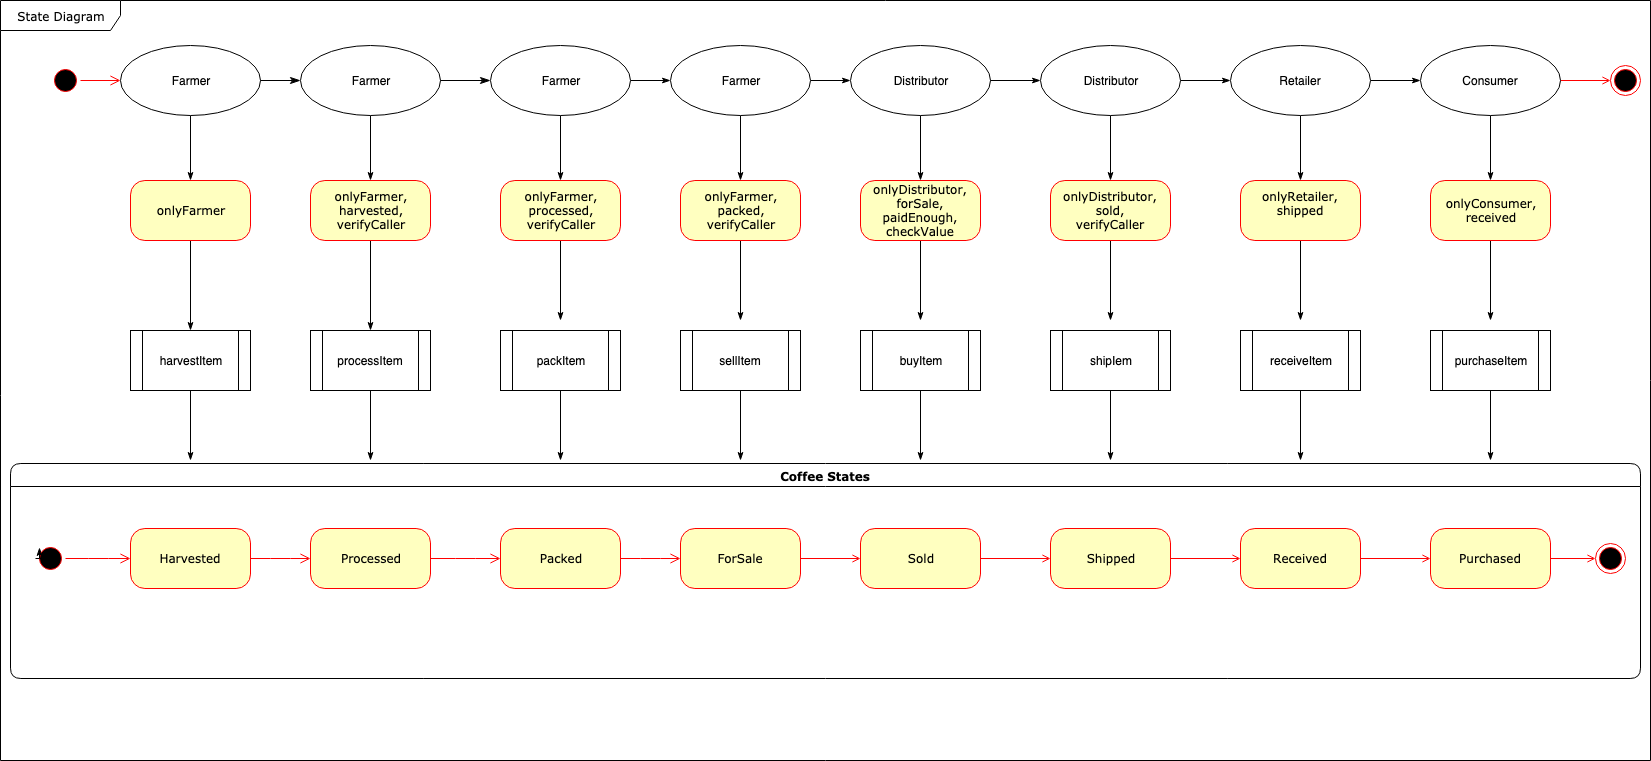 State Diagram
Farmer
Farmer
Farmer
Farmer
Distributor
Distributor
Retailer
Consumer
onlyFarmer
onlyFarmer,
harvested,
verifyCaller
onlyFarmer,
processed,
verifyCaller
onlyFarmer,
packed,
verifyCaller
onlyDistributor,
forSale,
paidEnough,
checkValue
onlyDistributor,
sold,
verifyCaller
onlyRetailer,
shipped
onlyConsumer,
received
harvestItem
processItem
packItem
sellItem
buyItem
shipIem
receiveItem
purchaseItem
Coffee States
Harvested
Processed
Packed
ForSale
Sold
Shipped
Received
Purchased